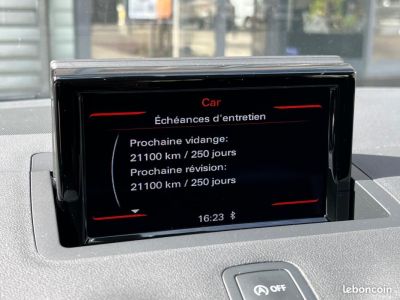 Car
Échéances d'entretien
Prochaine vidange:
21100 km / 250 jours
Prochaine révision:
21100 km / 250 jours
16:23
OFF
leboncoin